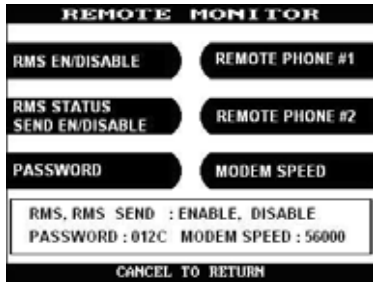 REMOTE MONITOR
RMS EN/DISABLE
REMOTE PHONE #1
RMS STATUS
SEND EN/DISABLE
REMOTE PHONE #2
PASSWORD
MODEM SPEED
RMS, RMS SEND : ENABLE, DISABLE
PASSWORD : 012C MODEM SPEED : 56000
CANCEL TO RETURN